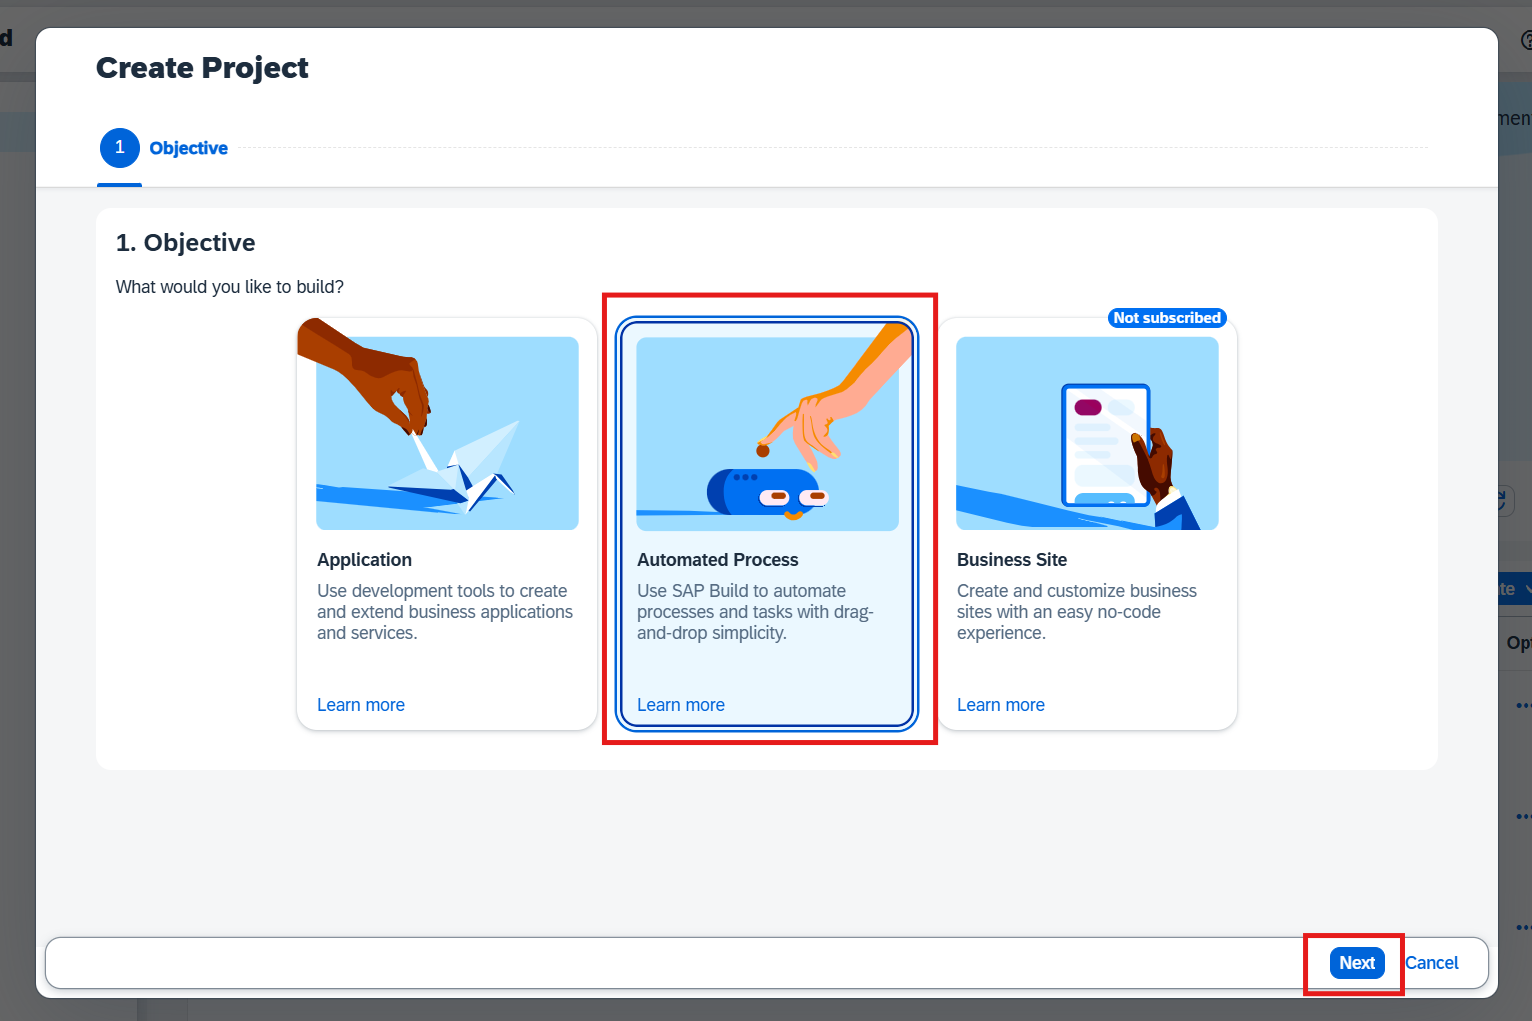 d
Create Project
1 Objective
1. Objective
What would you like to build?
Not subscribed
Application
Use development tools to create
and extend business applications
and services.
Learn more
Automated Process
Use SAP Build to automate
processes and tasks with drag-
and-drop simplicity.
Learn more
Business Site
Create and customize business
sites with an easy no-code
experience.
Learn more
men
te
Opt
Next
Cancel